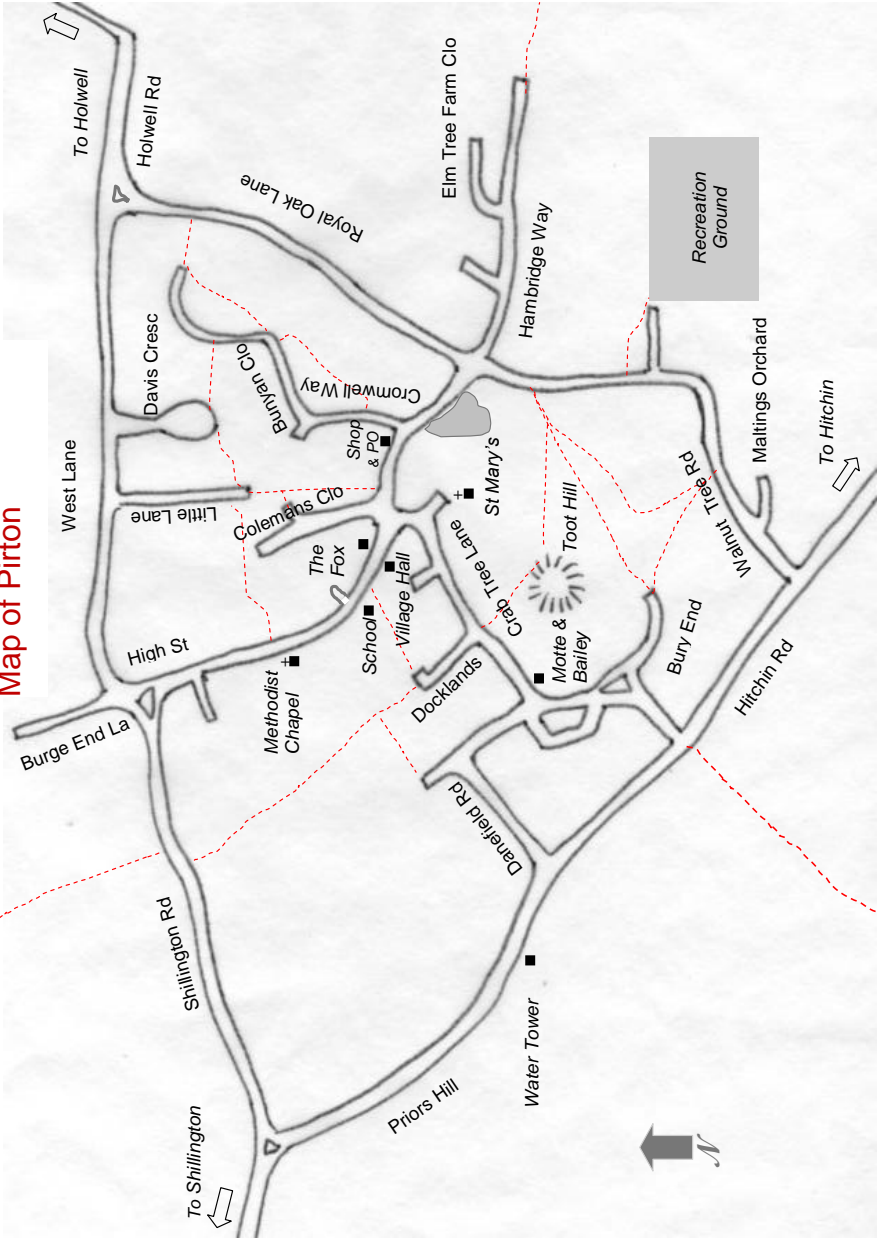 Map of Pirton
To Holwell
Holwell Rd
Royal Oak Lane
Elm Tree Farm Clo
Hambridge Way
Recreation
Ground
Davis Cresc
Bunyan Clo
Cromwell Way
Shop
& PO
West Lane
Little Lane
Colemans Clo
St Mary's
Maltings Orchard
To Hitchin
The
Fox
Village Hall
School
Crab Tree Lane
Toot Hill
Walnut Tree Rd
High St
Methodist
Chapel
Docklands
Motte &
Bailey
Bury End
Hitchin Rd
Burge End La
Danefield Rd
Shillington Rd
Water Tower
Priors Hill
To Shillington
N